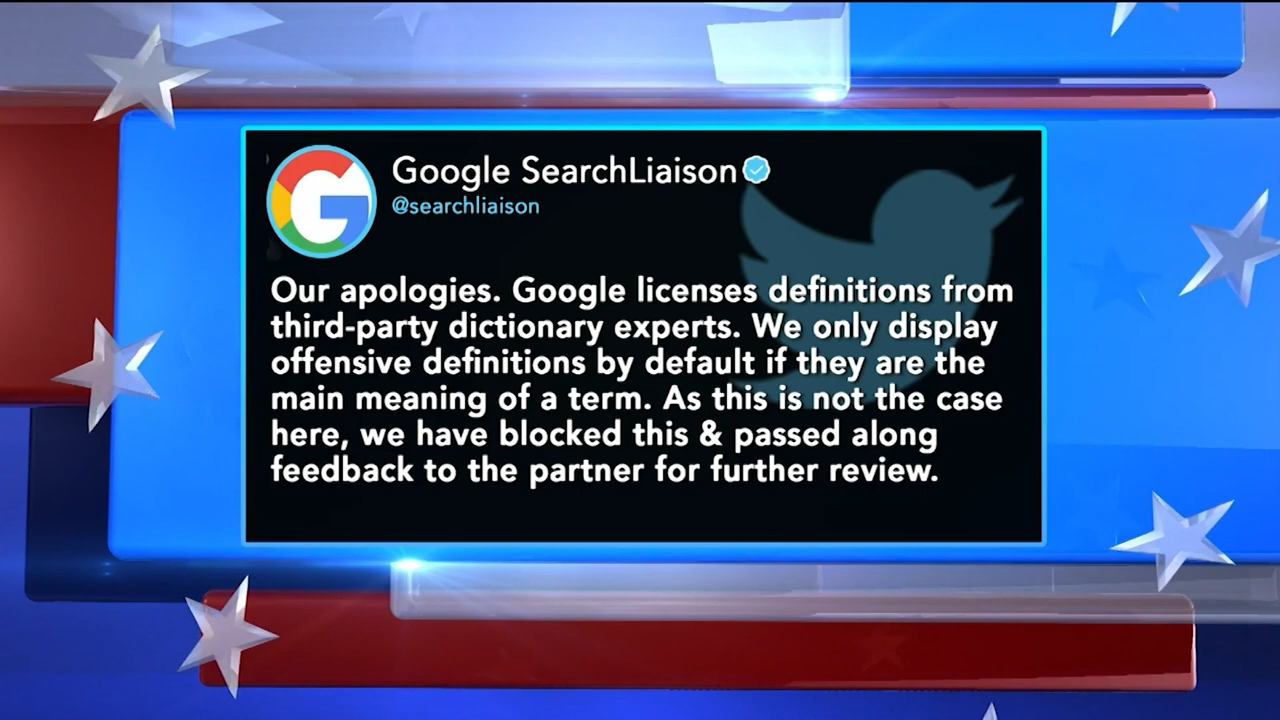 Google SearchLiaison
@searchliaison
Our apologies. Google licenses definitions from
third-party dictionary experts. We only display
offensive definitions by default if they are the
main meaning of a term. As this is not the case
here, we have blocked this & passed along
feedback to the partner for further review.